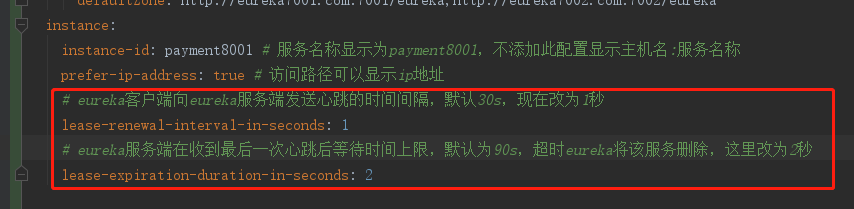 defaultZone: http://eureka7001.com:7001/eureka,http://eureka7002.com:7002/eureka
instance:
instance-id: payment8001 # 服务名称显示为payment8001，不添加此配置显示主机名:服务名称
prefer-ip-address: true # 访问路径可以显示ip地址
# eureka客户端向eureka服务端发送心跳的时间间隔，默认30s，现在改为1秒
lease-renewal-interval-in-seconds: 1
# eureka服务端在收到最后一次心跳后等待时间上限，默认为90s，超时eureka将该服务删除，这里改为2秒
lease-expiration-duration-in-seconds: 2